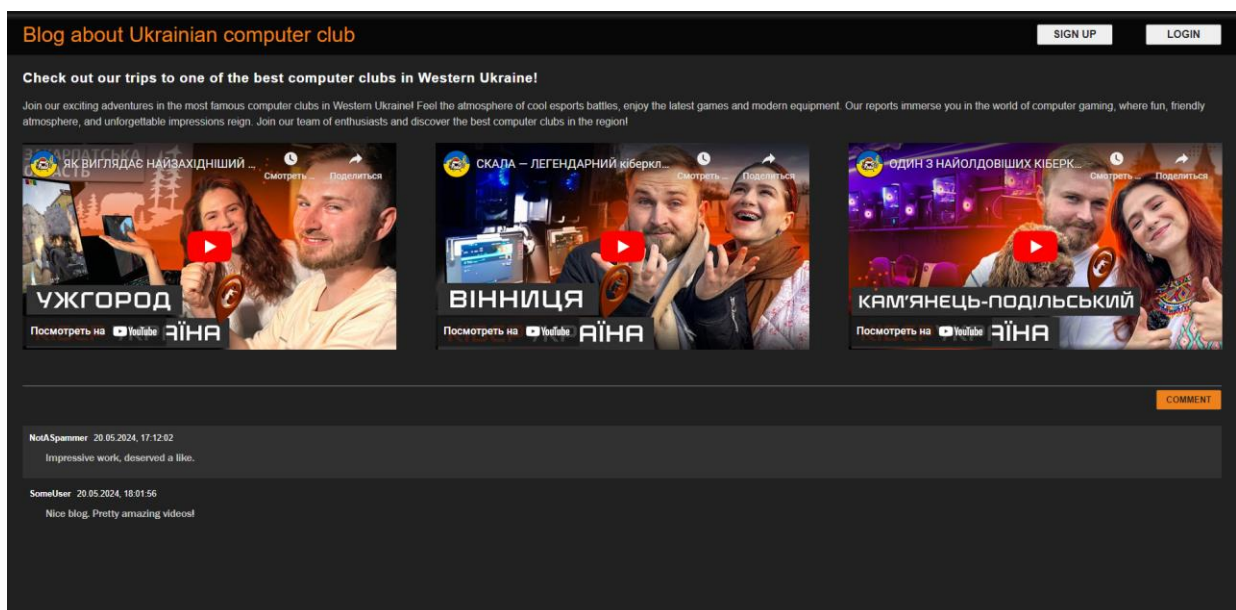 Blog about Ukrainian computer club
SIGN UP
LOGIN
Check out our trips to one of the best computer clubs in Western Ukraine!
Join our exciting adventures in the most famous computer clubs in Western Ukraine! Feel the atmosphere of cool esports battles, enjoy the latest games and modern equipment. Our reports immerse you in the world of computer gaming, where fun, friendly
atmosphere, and unforgettable impressions reign. Join our team of enthusiasts and discover the best computer clubs in the region!
ЯК ВИГЛЯДАЄ НАЙЗАХІДНІШИЙ ...
Смотреть ...
Поделиться
УЖГОРОД
Посмотреть на YouTube
АЇНА
СКАЛА – ЛЕГЕНДАРНИЙ кіберкл...
Смотреть ...
Поделиться
ВІННИЦЯ
Посмотреть на YouTube
АЇНА
ОДИН З НАЙОЛДОВІШИХ КІБЕРК...
Смотреть ...
Поделиться
КАМ'ЯНЕЦЬ-ПОДІЛЬСЬКИЙ
Посмотреть на YouTube
АЇНА
COMMENT
NotASpammer 20.05.2024, 17:12:02
Impressive work, deserved a like.
SomeUser 20.05.2024, 18:01:56
Nice blog. Pretty amazing videos!